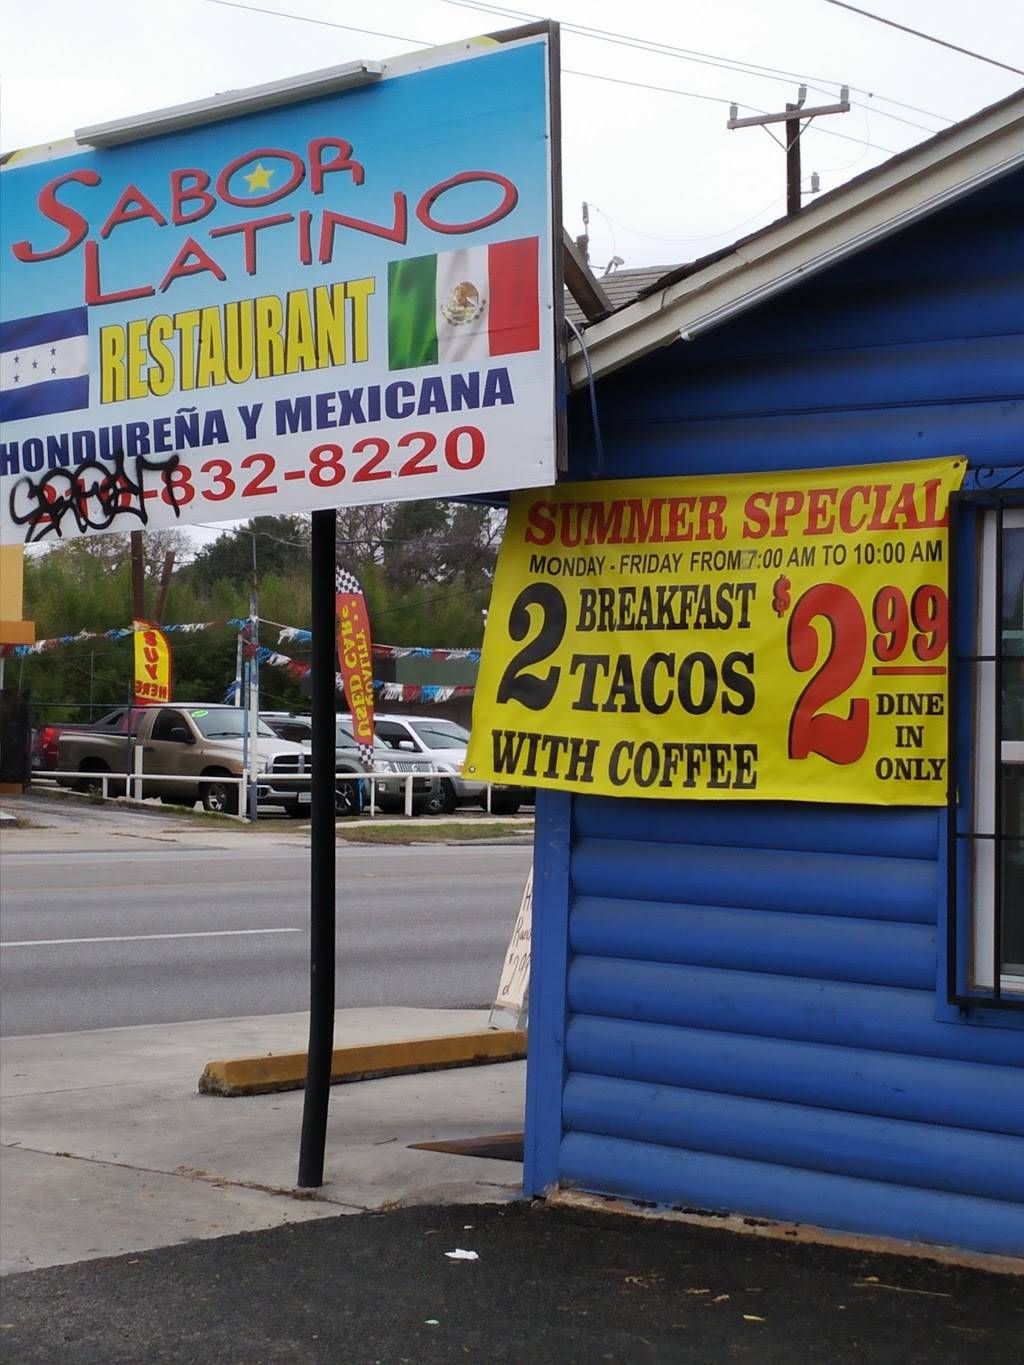 SABOR
LATINO
RESTAURANT
HONDUREÑA Y MEXICANA
832-8220
SUMMER SPECIAL
MONDAY - FRIDAY FROM 7:00 AM TO 10:00 AM
2 BREAKFAST
TACOS
WITH COFFEE
$2.99
DINE
IN
ONLY
BUY
HERE
USED CARS